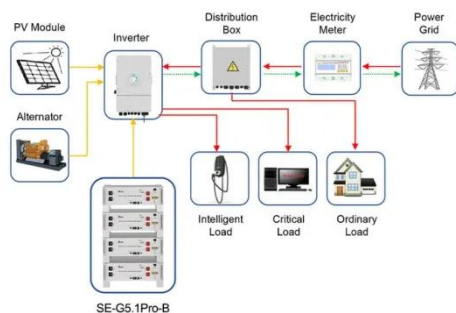 PV Module
Inverter
Distribution
Box
Electricity
Meter
Power
Grid
Alternator
Intelligent
Load
Critical
Load
Ordinary
Load
SE-G5.1Pro-B